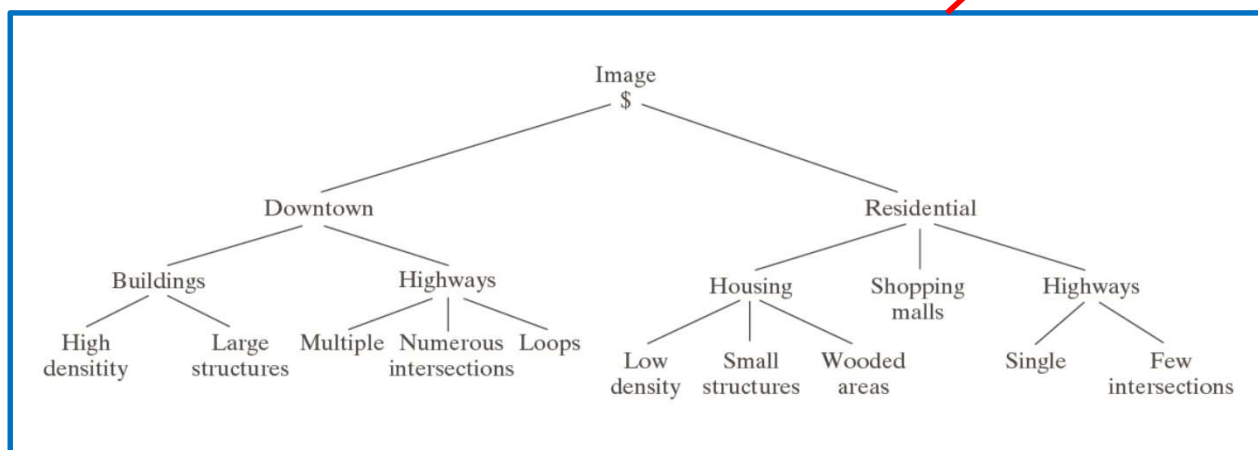 Image
$
Downtown
Residential
Buildings
Highways
Housing
Shopping
malls
Highways
High
densitity
Large
structures
Multiple
Numerous
intersections
Loops
Low
density
Small
structures
Wooded
areas
Single
Few
intersections